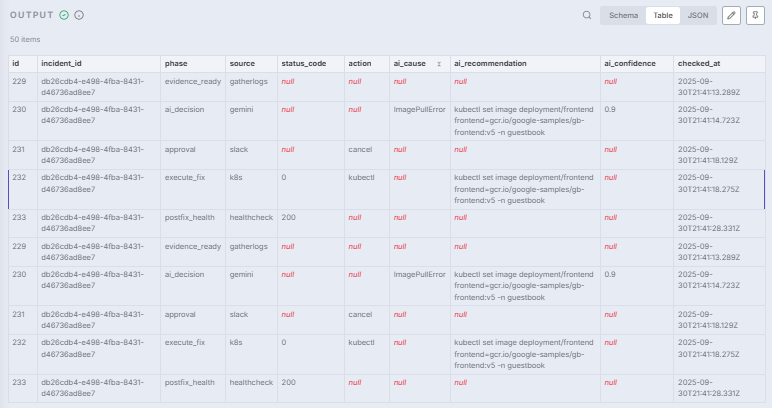 OUTPUT
Schema Table JSON
50 items
id incident_id phase source status_code action ai_cause ai_recommendation ai_confidence checked_at
229 db26cdb4-e498-4fba-8431- evidence_ready gatherlogs null null null null null 2025-09-
d46736ad8ee7 30T21:41:13.289Z
230 db26cdb4-e498-4fba-8431- ai_decision gemini null null ImagePullError kubectl set image deployment/frontend 0.9 2025-09-
d46736ad8ee7 frontend=gcr.io/google-samples/gb- 30T21:41:14.723Z
frontend:v5 -n guestbook
231 db26cdb4-e498-4fba-8431- approval slack null cancel null null null 2025-09-
d46736ad8ee7 30T21:41:18.129Z
232 db26cdb4-e498-4fba-8431- execute_fix k8s 0 kubectl null kubectl set image deployment/frontend null 2025-09-
d46736ad8ee7 frontend=gcr.io/google-samples/gb- 30T21:41:18.275Z
frontend:v5 -n guestbook
233 db26cdb4-e498-4fba-8431- postfix_health healthcheck 200 null null null null 2025-09-
d46736ad8ee7 30T21:41:28.331Z
229 db26cdb4-e498-4fba-8431- evidence_ready gatherlogs null null null null null 2025-09-
d46736ad8ee7 30T21:41:13.289Z
230 db26cdb4-e498-4fba-8431- ai_decision gemini null null ImagePullError kubectl set image deployment/frontend 0.9 2025-09-
d46736ad8ee7 frontend=gcr.io/google-samples/gb- 30T21:41:14.723Z
frontend:v5 -n guestbook
231 db26cdb4-e498-4fba-8431- approval slack null cancel null null null 2025-09-
d46736ad8ee7 30T21:41:18.129Z
232 db26cdb4-e498-4fba-8431- execute_fix k8s 0 kubectl null kubectl set image deployment/frontend null 2025-09-
d46736ad8ee7 frontend=gcr.io/google-samples/gb- 30T21:41:18.275Z
frontend:v5 -n guestbook
233 db26cdb4-e498-4fba-8431- postfix_health healthcheck 200 null null null null 2025-09-
d46736ad8ee7 30T21:41:28.331Z